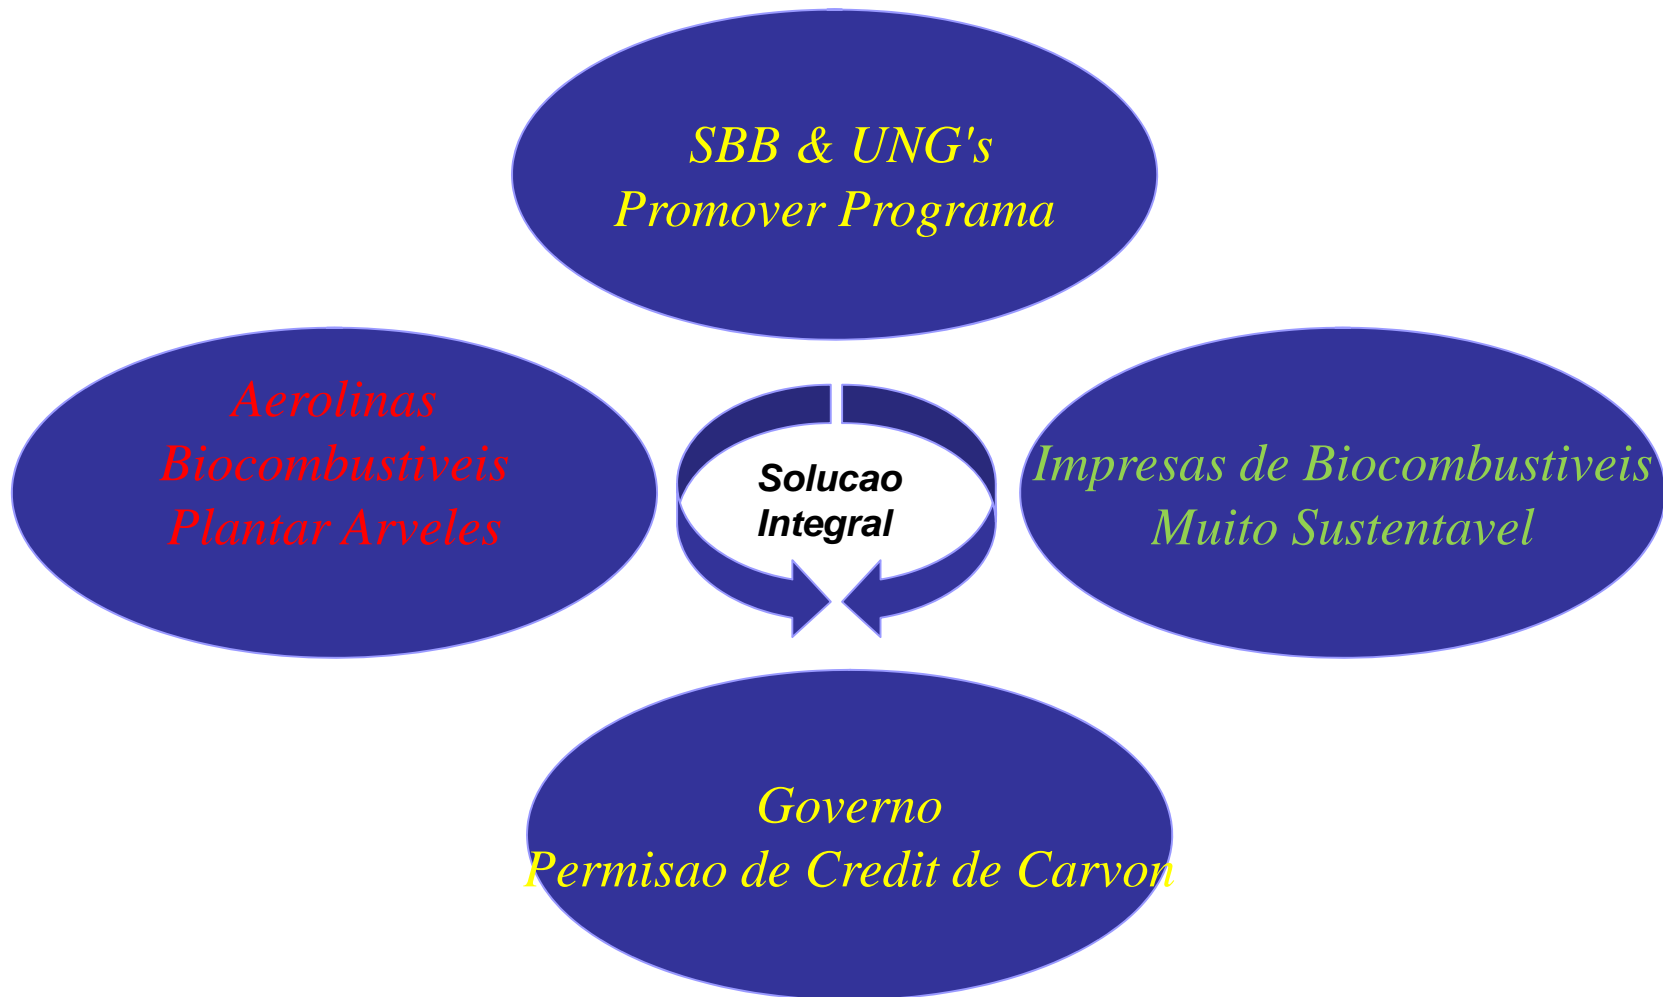 SBB & UNG's
Promover Programa
Aerolinas
Biocombustiveis
Plantar Arveles
Solucao
Integral
Impresas de Biocombustiveis
Muito Sustentavel
Governo
Permisao de Credit de Carvon